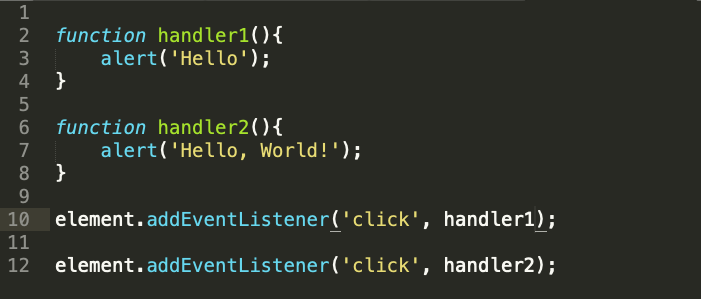 1
2 function handler1(){
3     alert('Hello');
4 }
5
6 function handler2(){
7     alert('Hello, World!');
8 }
9
10 element.addEventListener('click', handler1);
11
12 element.addEventListener('click', handler2);